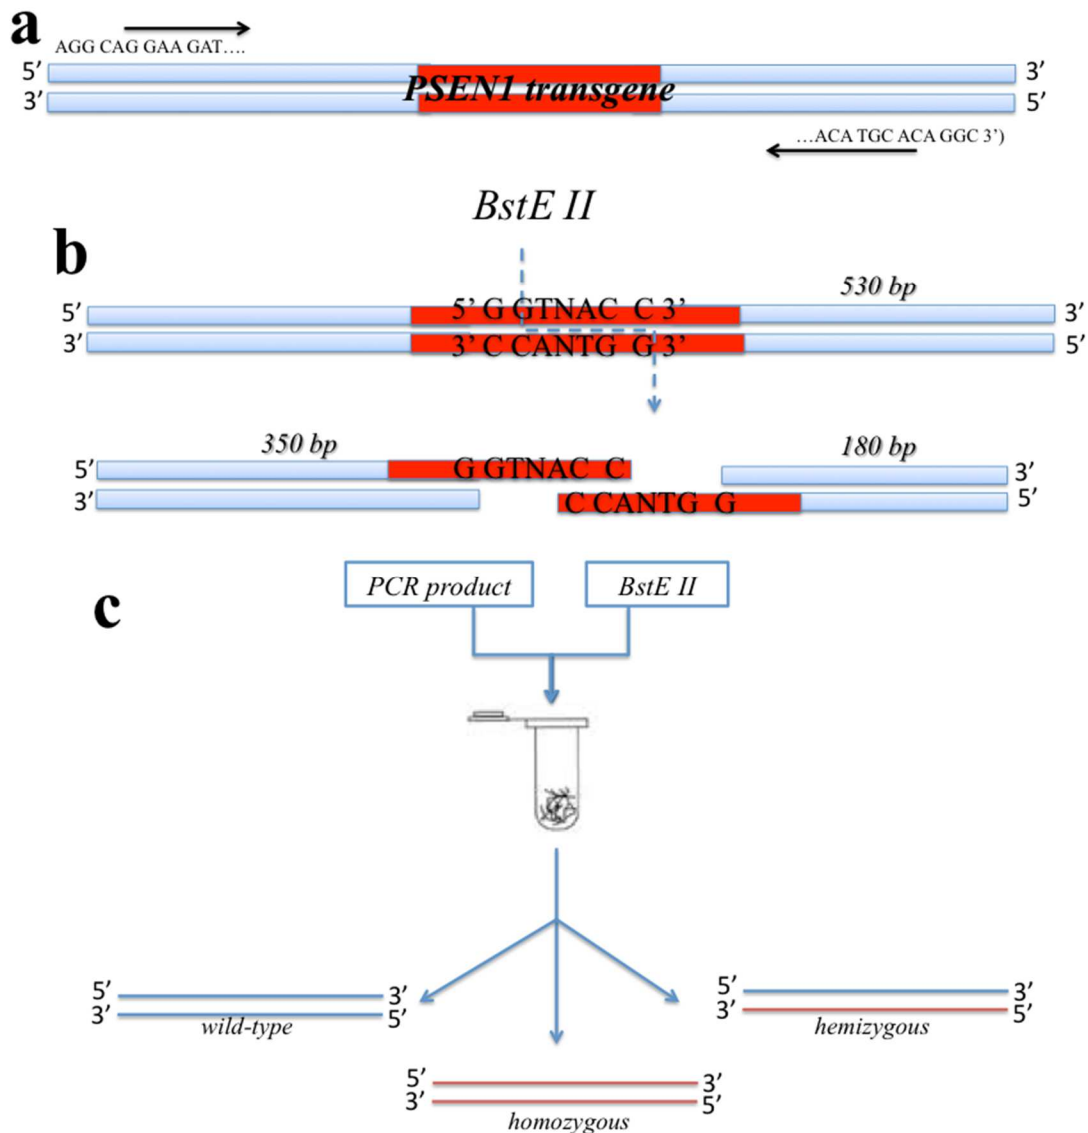 a
AGG CAG GAA GAT....
5’ 3’
PSEN1 transgene
3’ 5’
...ACA TGC ACA GGC 3’)
BstE II
b
530 bp
5’ 5’ G GTNAC C 3’ 3’
3’ 3’ C CANTG G 3’ 5’
350 bp 180 bp
5’ G GTNAC C 3’
3’ C CANTG G 5’
c
PCR product BstE II
5’ 3’
3’ 5’
wild-type
5’ 3’
3’ 5’
hemizygous
5’ 3’
3’ 5’
homozygous